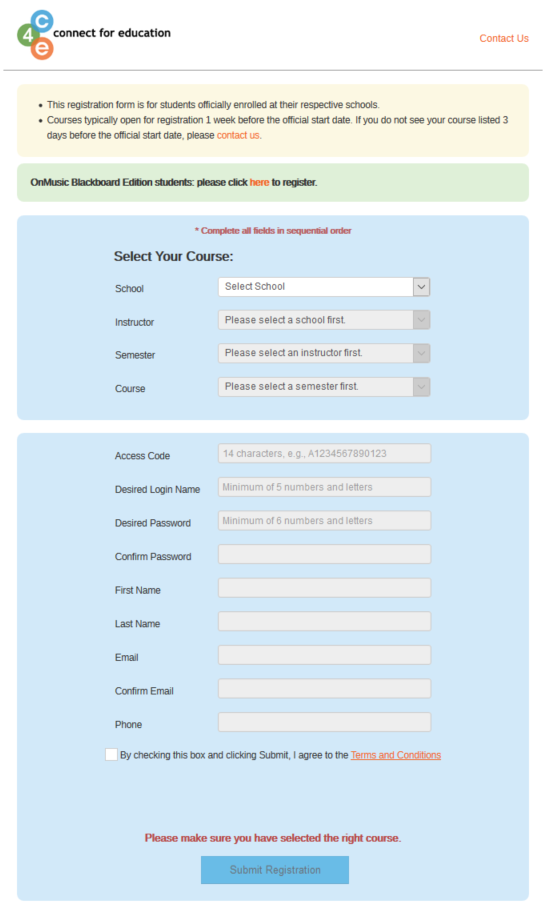 4 C e connect for education
Contact Us
• This registration form is for students officially enrolled at their respective schools.
• Courses typically open for registration 1 week before the official start date. If you do not see your course listed 3
days before the official start date, please contact us.
OnMusic Blackboard Edition students: please click here to register.
* Complete all fields in sequential order
Select Your Course:
School Select School
Instructor Please select a school first.
Semester Please select an instructor first.
Course Please select a semester first.
Access Code 14 characters, e.g., A1234567890123
Desired Login Name Minimum of 5 numbers and letters
Desired Password Minimum of 6 numbers and letters
Confirm Password
First Name
Last Name
Email
Confirm Email
Phone
By checking this box and clicking Submit, I agree to the Terms and Conditions
Please make sure you have selected the right course.
Submit Registration